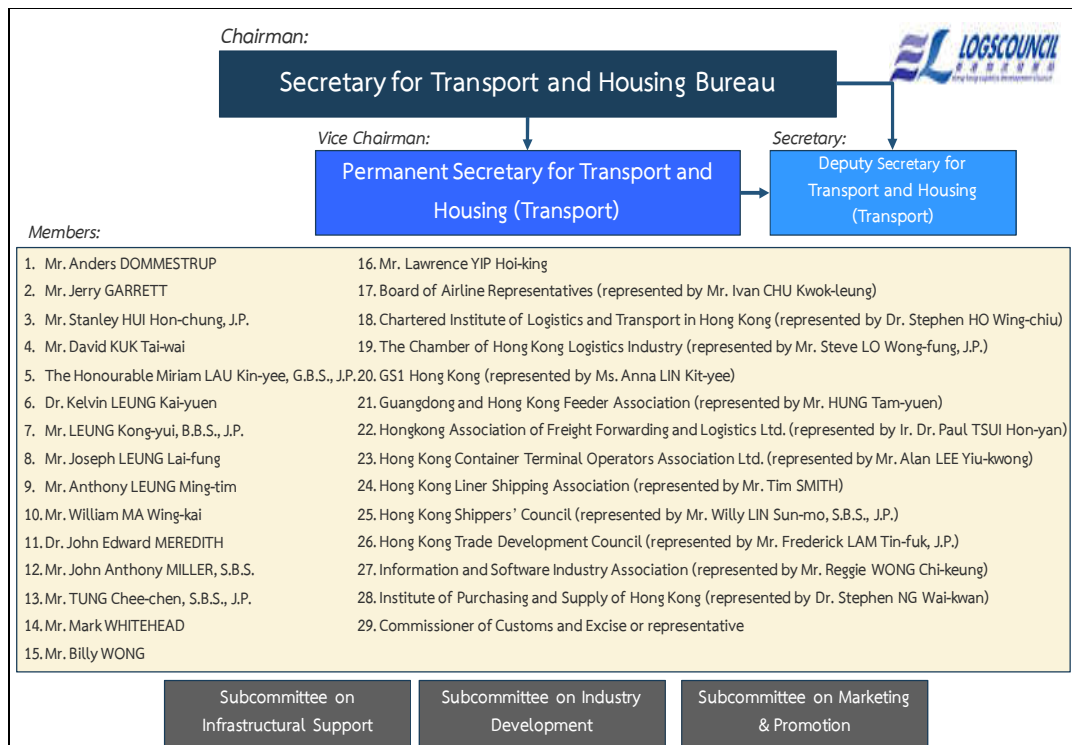 Chairman:
LOGSCOUNCIL
Secretary for Transport and Housing Bureau
Vice Chairman:
Secretary:
Permanent Secretary for Transport and
Housing (Transport)
Deputy Secretary for
Transport and Housing
(Transport)
Members:
1. Mr. Anders DOMMESTRUP
2. Mr. Jerry GARRETT
3. Mr. Stanley HUI Hon-chung, J.P.
4. Mr. David KUK Tai-wai
5. The Honourable Miriam LAU Kin-yee, G.B.S., J.P.
6. Dr. Kelvin LEUNG Kai-yuen
7. Mr. LEUNG Kong-yui, B.B.S., J.P.
8. Mr. Joseph LEUNG Lai-fung
9. Mr. Anthony LEUNG Ming-tim
10. Mr. William MA Wing-kai
11. Dr. John Edward MEREDITH
12. Mr. John Anthony MILLER, S.B.S.
13. Mr. TUNG Chee-chen, S.B.S., J.P.
14. Mr. Mark WHITEHEAD
15. Mr. Billy WONG
16. Mr. Lawrence YIP Hoi-king
17. Board of Airline Representatives (represented by Mr. Ivan CHU Kwok-leung)
18. Chartered Institute of Logistics and Transport in Hong Kong (represented by Dr. Stephen HO Wing-chiu)
19. The Chamber of Hong Kong Logistics Industry (represented by Mr. Steve LO Wong-fung, J.P.)
20. GS1 Hong Kong (represented by Ms. Anna LIN Kit-yee)
21. Guangdong and Hong Kong Feeder Association (represented by Mr. HUNG Tam-yuen)
22. Hongkong Association of Freight Forwarding and Logistics Ltd. (represented by Ir. Dr. Paul TSUI Hon-yan)
23. Hong Kong Container Terminal Operators Association Ltd. (represented by Mr. Alan LEE Yiu-kwong)
24. Hong Kong Liner Shipping Association (represented by Mr. Tim SMITH)
25. Hong Kong Shippers’ Council (represented by Mr. Willy LIN Sun-mo, S.B.S., J.P.)
26. Hong Kong Trade Development Council (represented by Mr. Frederick LAM Tin-fuk, J.P.)
27. Information and Software Industry Association (represented by Mr. Reggie WONG Chi-keung)
28. Institute of Purchasing and Supply of Hong Kong (represented by Dr. Stephen NG Wai-kwan)
29. Commissioner of Customs and Excise or representative
Subcommittee on
Infrastructural Support
Subcommittee on Industry
Development
Subcommittee on Marketing
& Promotion